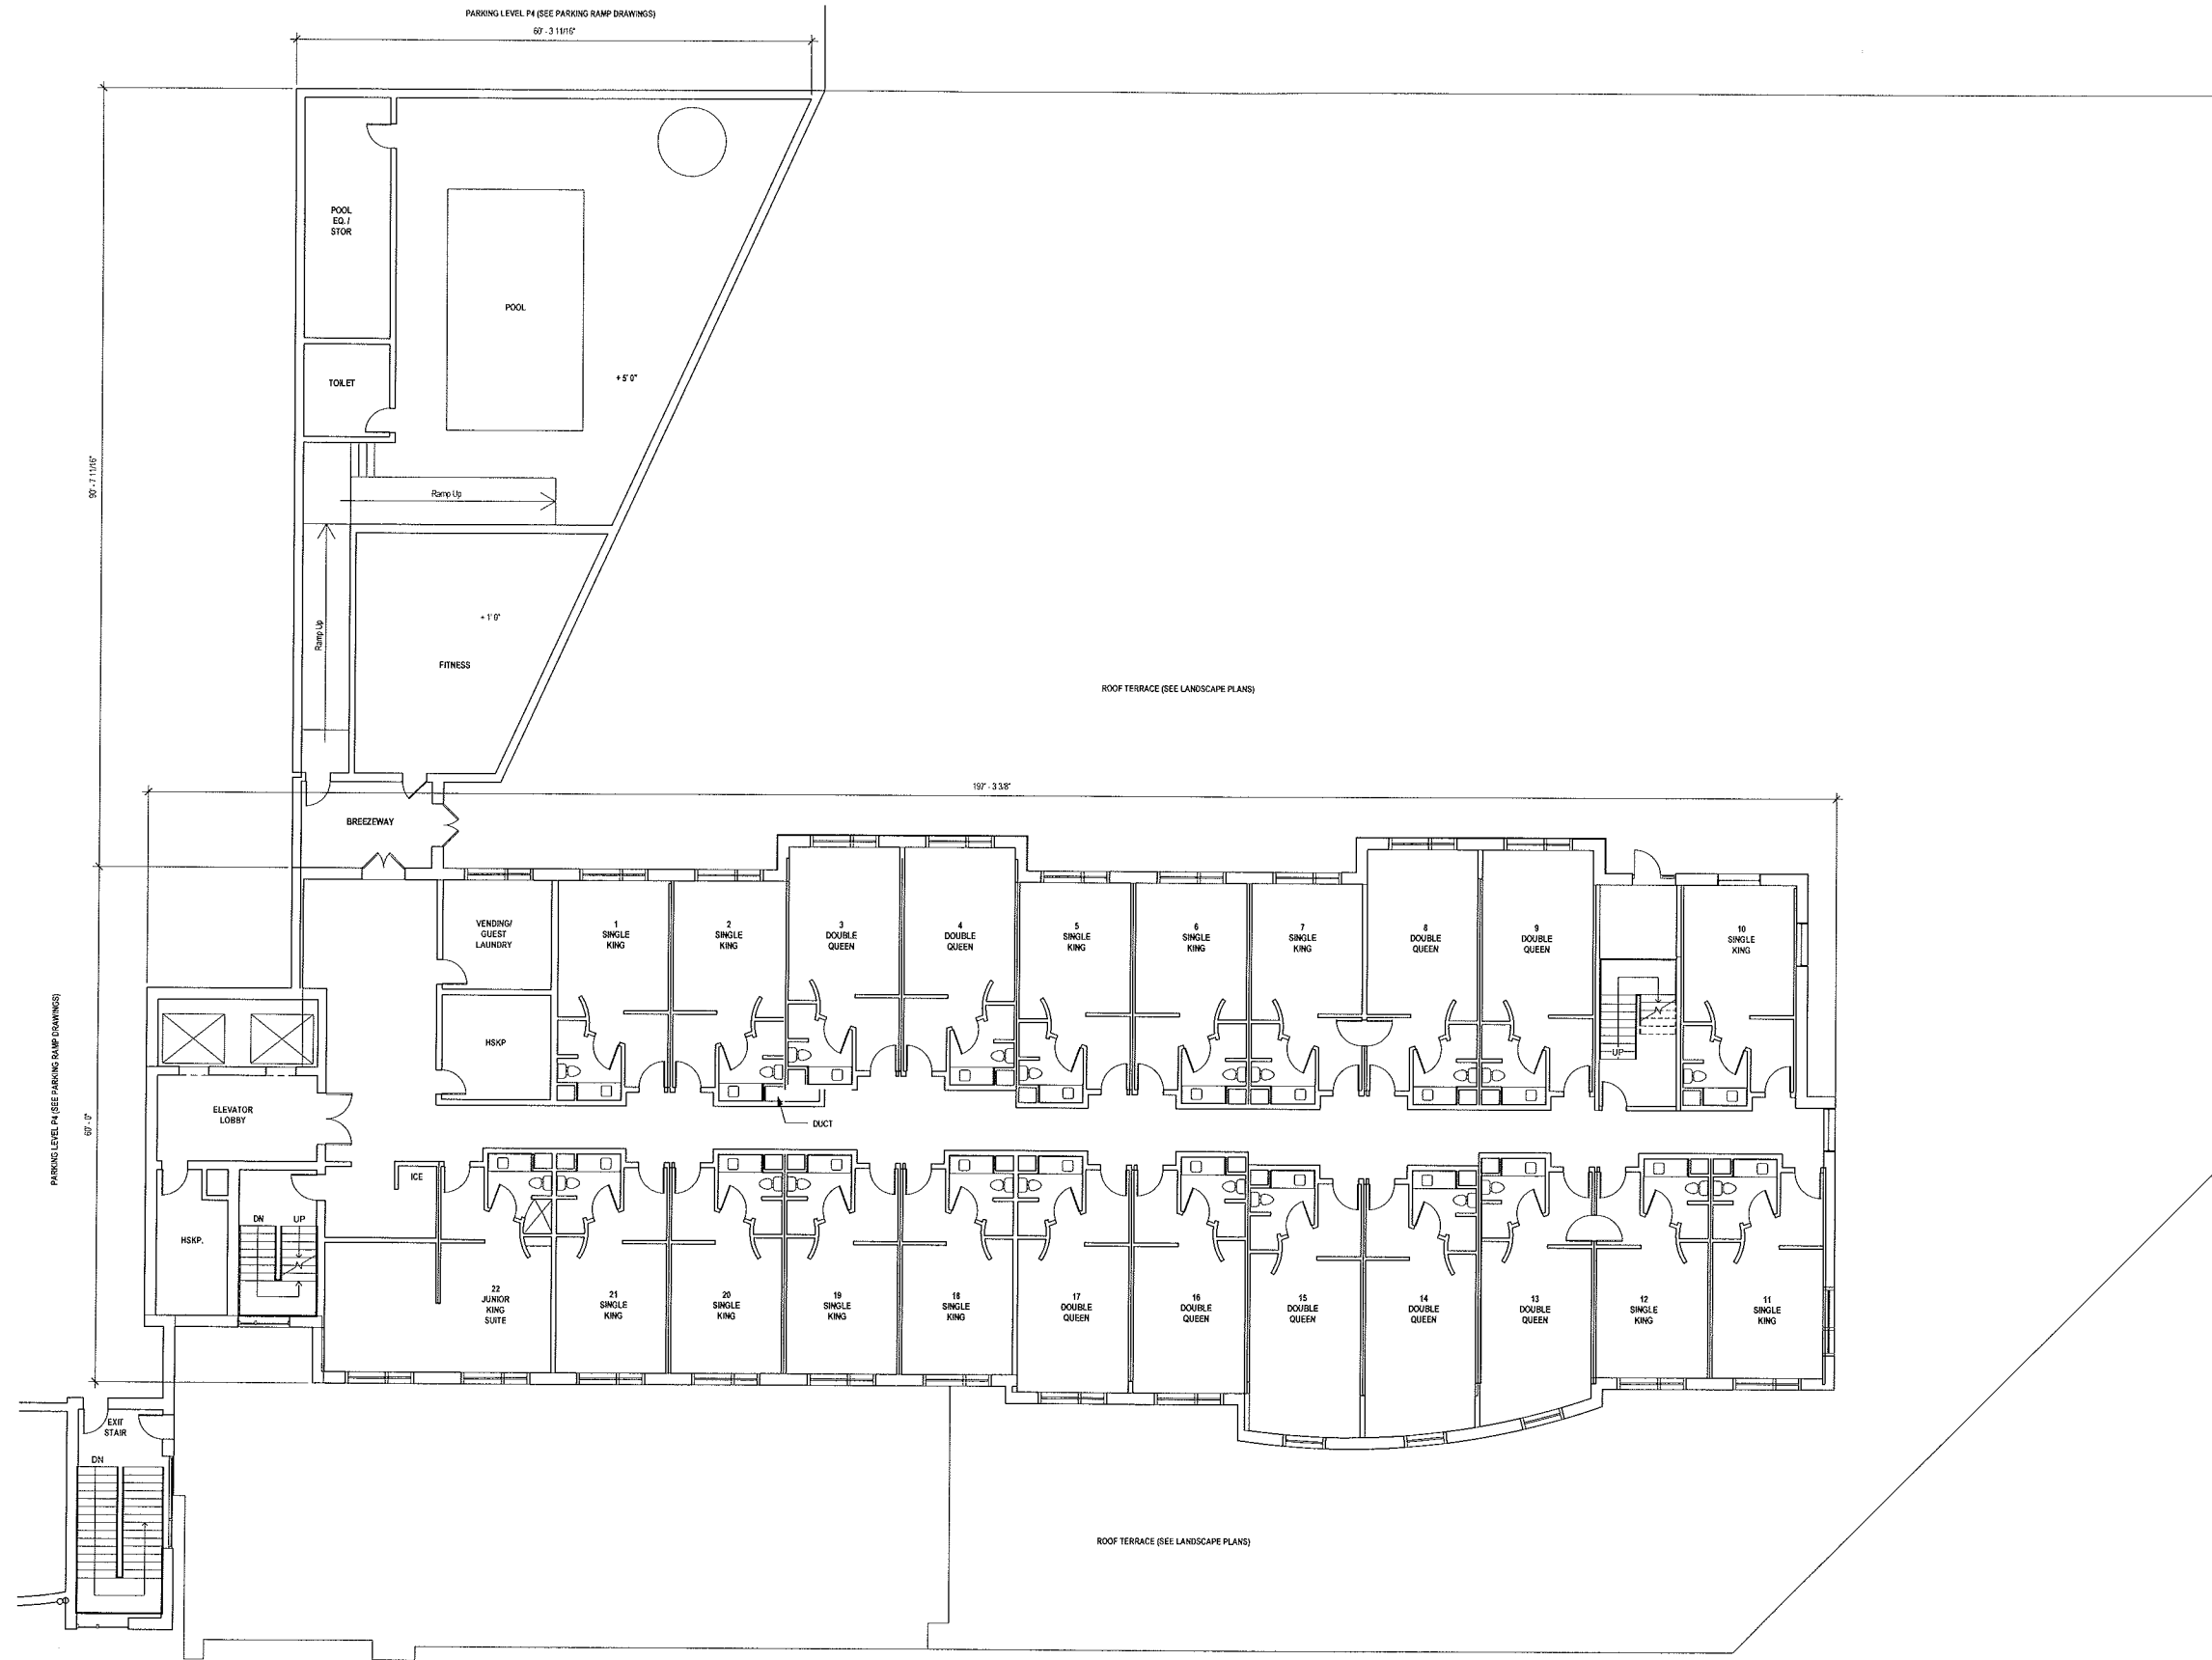 PARKING LEVEL P4 (SEE PARKING RAMP DRAWINGS)
60' - 3 11/16"
POOL
EQ. /
STOR
POOL
TOILET
+ 5' 0"
90' - 7 11/16"
Ramp Up
Ramp Up
+ 1' 0"
FITNESS
ROOF TERRACE (SEE LANDSCAPE PLANS)
197' - 3 3/8"
BREEZEWAY
VENDING/
GUEST
LAUNDRY
1
SINGLE
KING
2
SINGLE
KING
3
DOUBLE
QUEEN
4
DOUBLE
QUEEN
5
SINGLE
KING
6
SINGLE
KING
7
SINGLE
KING
8
DOUBLE
QUEEN
9
DOUBLE
QUEEN
10
SINGLE
KING
HSKP
UP
PARKING LEVEL P4 (SEE PARKING RAMP DRAWINGS)
60' - 0"
ELEVATOR
LOBBY
DUCT
ICE
HSKP.
DN
UP
22
JUNIOR
KING
SUITE
21
SINGLE
KING
20
SINGLE
KING
19
SINGLE
KING
18
SINGLE
KING
17
DOUBLE
QUEEN
16
DOUBLE
QUEEN
15
DOUBLE
QUEEN
14
DOUBLE
QUEEN
13
DOUBLE
QUEEN
12
SINGLE
KING
11
SINGLE
KING
EXIT
STAIR
DN
ROOF TERRACE (SEE LANDSCAPE PLANS)